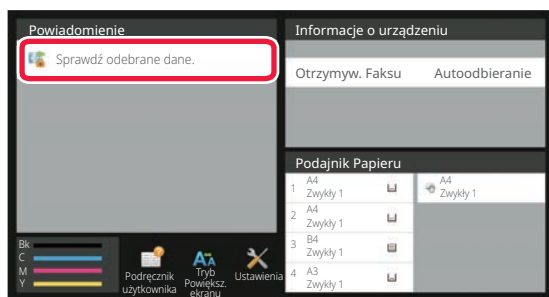 Powiadomienie
Sprawdź odebrane dane.
Informacje o urządzeniu
Otrzymyw. Faksu Autoodbieranie
Podajnik Papieru
1 A4
Zwykły 1
2 A4
Zwykły 1
3 B4
Zwykły 1
4 A3
Zwykły 1
A4
Zwykły 1
Bk
C
M
Y
Podręcznik
użytkownika
Tryb
Powiększ.
ekranu
Ustawienia